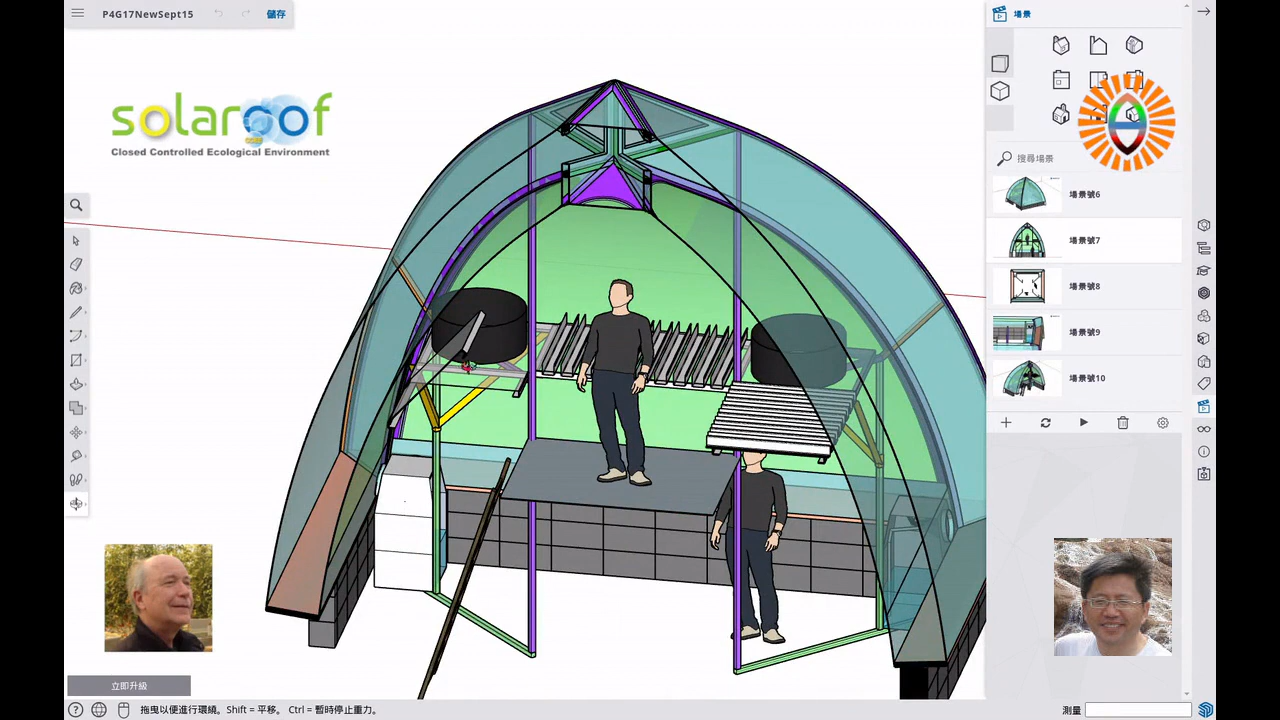 P4G17NewSept15
儲存
場景
solaroof
Closed Controlled Ecological Environment
搜尋場景
場景號6
場景號7
場景號8
場景號9
場景號10
立即升級
拖曳以便進行環繞。Shift = 平移。 Ctrl = 暫時停止重力。
測量